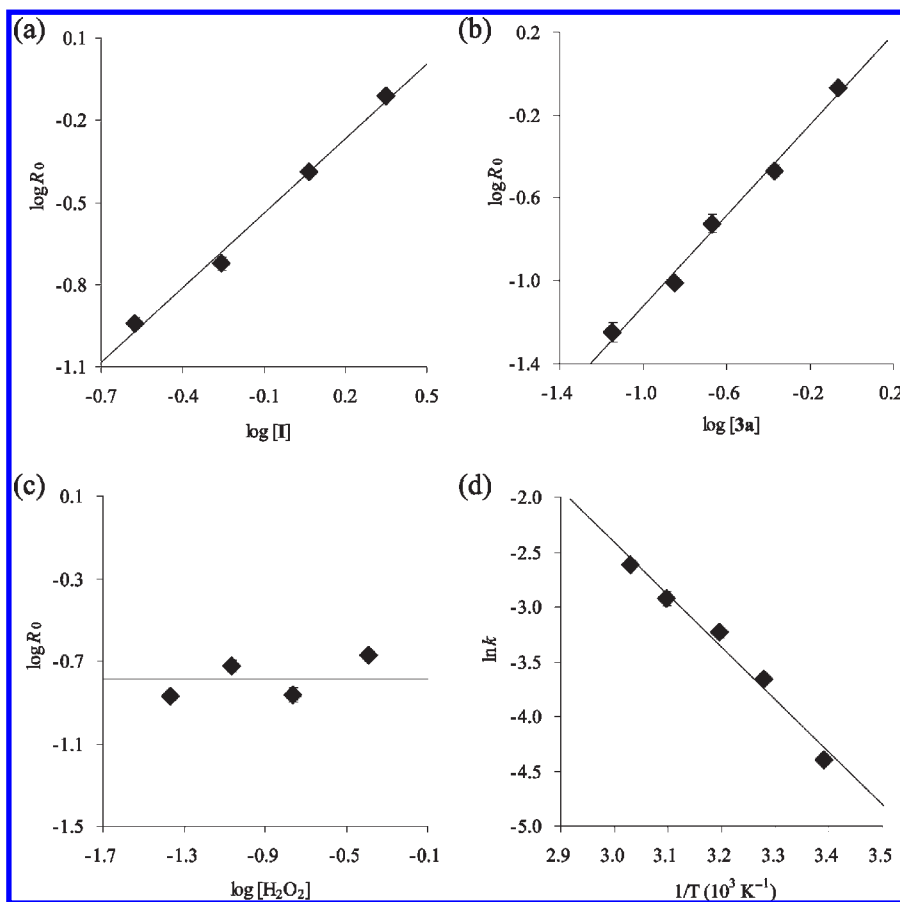 (a)
0.1
-0.2
-0.5
-0.8
-1.1
log R0
-0.7 -0.4 -0.1 0.2 0.5
log [I]
(b)
0.2
-0.2
-0.6
-1.0
-1.4
log R0
-1.4 -1.0 -0.6 -0.2 0.2
log [3a]
(c)
0.1
-0.3
-0.7
-1.1
-1.5
log R0
-1.7 -1.3 -0.9 -0.5 -0.1
log [H₂O₂]
(d)
-2.0
-2.5
-3.0
-3.5
-4.0
-4.5
-5.0
ln k
2.9 3.0 3.1 3.2 3.3 3.4 3.5
1/T (10³ K⁻¹)